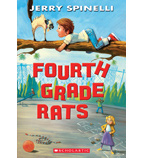 JERRY SPINELLI
FOURTH
GRADE
RATS
SCHOLASTIC